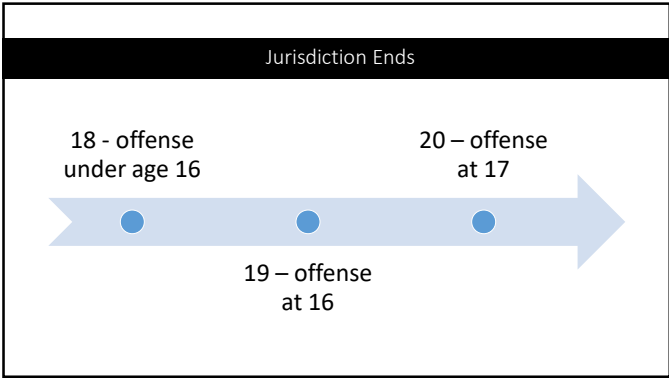 Jurisdiction Ends
18 - offense
under age 16
19 – offense
at 16
20 – offense
at 17